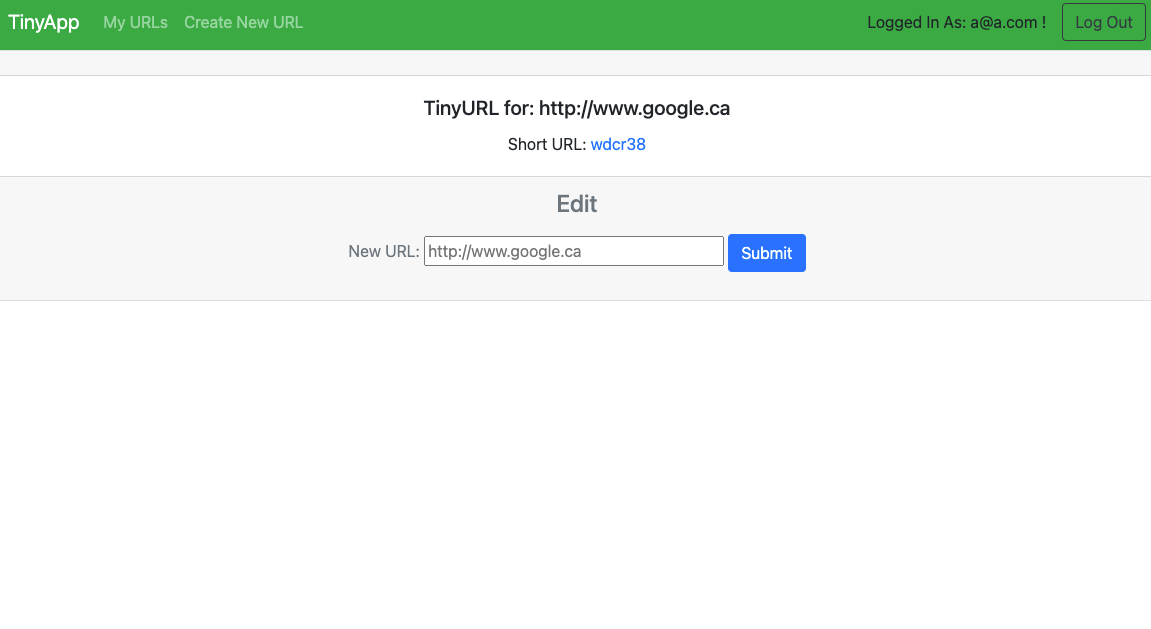 TinyApp My URLs Create New URL Logged In As: a@a.com ! Log Out
TinyURL for: http://www.google.ca
Short URL: wdcr38
Edit
New URL: http://www.google.ca Submit